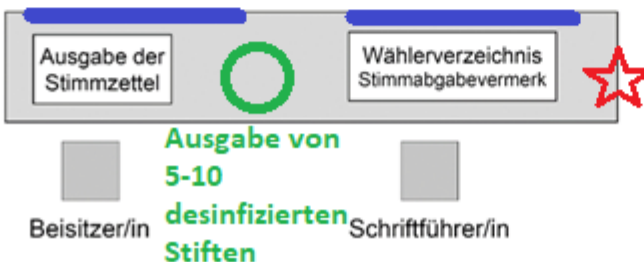 Ausgabe der
Stimmzettel
Wählerverzeichnis
Stimmabgabevermerk
Ausgabe von
5-10
desinfizierten
Stiften
Beisitzer/in
Schriftführer/in